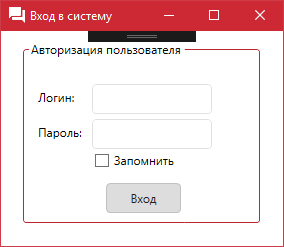 Вход в систему
Авторизация пользователя
Логин:
Пароль:
Запомнить
Вход